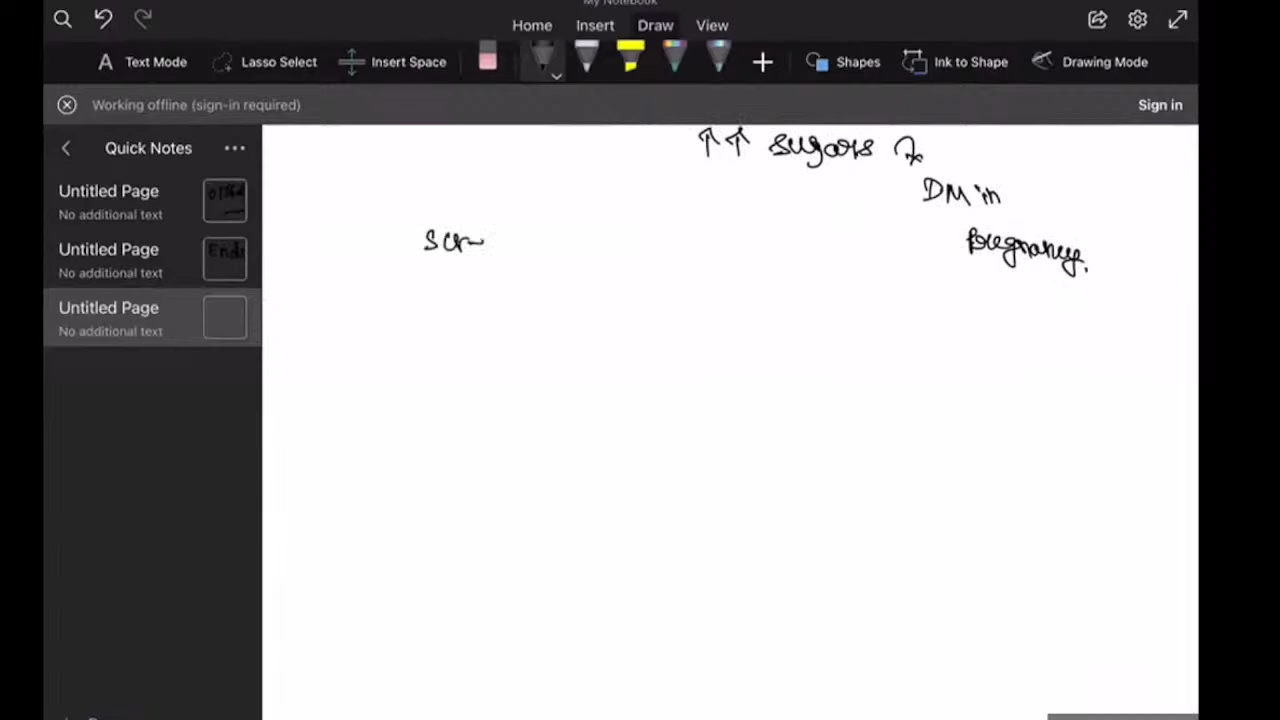 My Notebook
Home Insert Draw View
Text Mode Lasso Select Insert Space Shapes Ink to Shape Drawing Mode
Working offline (sign-in required) Sign in
Quick Notes
Untitled Page
No additional text
Untitled Page
Ends
No additional text
Untitled Page
No additional text
↑↑ sugars
DM in
pregnancy.
Scr